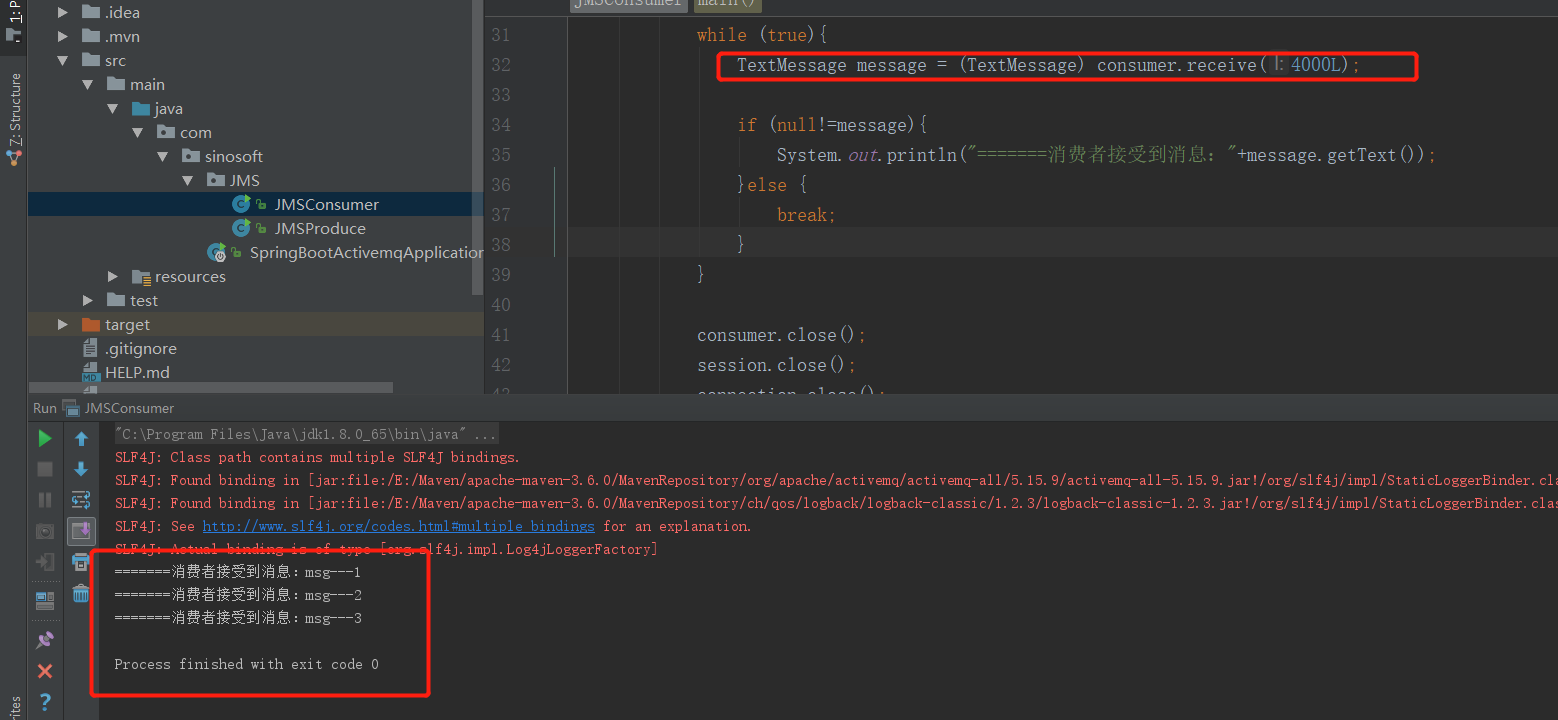 1: P
Z: Structure
.idea
.mvn
src
main
java
com
sinosoft
JMS
JMSConsumer
JMSProduce
SpringBootActivemqApplication
resources
test
target
.gitignore
HELP.md
JMSConsumer main()
31 while (true){
32 TextMessage message = (TextMessage) consumer.receive( l: 4000L);
33
34 if (null!=message){
35 System.out.println("=======消费者接受到消息："+message.getText());
36 }else {
37 break;
38 }
39 }
40
41 consumer.close();
42 session.close();
43 connection.close();
Run JMSConsumer
"C:\Program Files\Java\jdk1.8.0_65\bin\java" ...
SLF4J: Class path contains multiple SLF4J bindings.
SLF4J: Found binding in [jar:file:/E:/Maven/apache-maven-3.6.0/MavenRepository/org/apache/activemq/activemq-all/5.15.9/activemq-all-5.15.9.jar!/org/slf4j/impl/StaticLoggerBinder.clas
SLF4J: Found binding in [jar:file:/E:/Maven/apache-maven-3.6.0/MavenRepository/ch/qos/logback/logback-classic/1.2.3/logback-classic-1.2.3.jar!/org/slf4j/impl/StaticLoggerBinder.class
SLF4J: See http://www.slf4j.org/codes.html#multiple_bindings for an explanation.
SLF4J: Actual binding is of type [org.slf4j.impl.Log4jLoggerFactory]
=======消费者接受到消息：msg---1
=======消费者接受到消息：msg---2
=======消费者接受到消息：msg---3
Process finished with exit code 0
rites